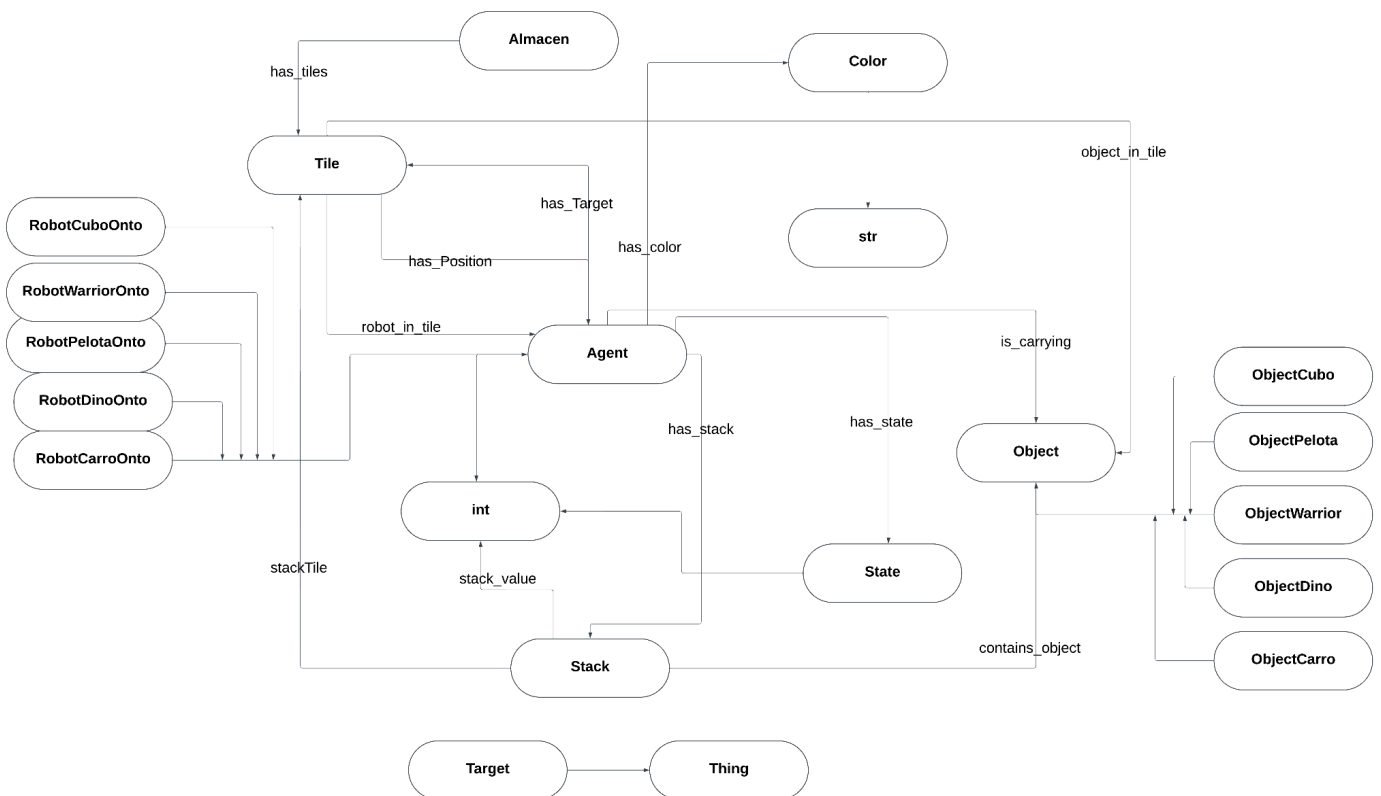 Almacen
Color
has_tiles
object_in_tile
Tile
has_Target
RobotCuboOnto
str
has_color
has_Position
RobotWarriorOnto
robot_in_tile
RobotPelotaOnto
is_carrying
Agent
ObjectCubo
RobotDinoOnto
has_state
has_stack
ObjectPelota
Object
RobotCarroOnto
int
ObjectWarrior
stackTile
State
stack_value
ObjectDino
contains_object
Stack
ObjectCarro
Target
Thing